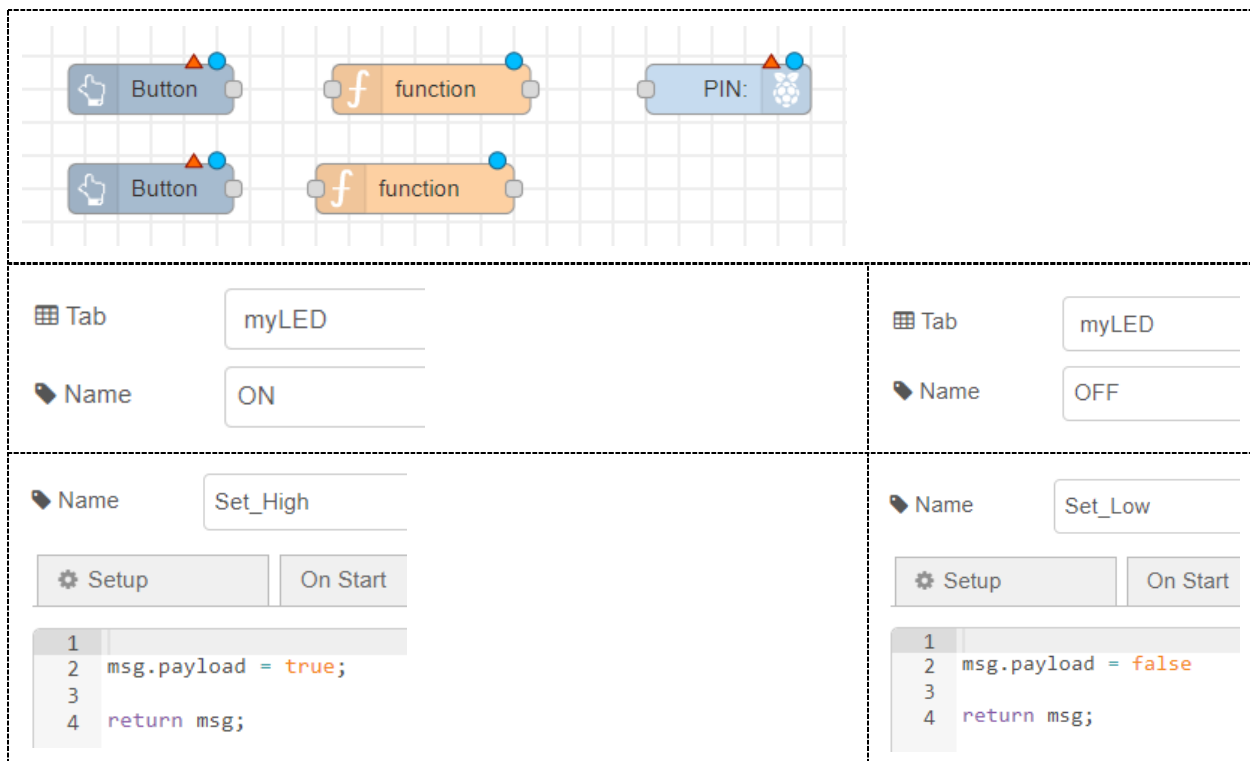 Button function PIN:
Button function
Tab myLED
Name ON
Tab myLED
Name OFF
Name Set_High
Setup On Start
1
2 msg.payload = true;
3
4 return msg;
Name Set_Low
Setup On Start
1
2 msg.payload = false
3
4 return msg;